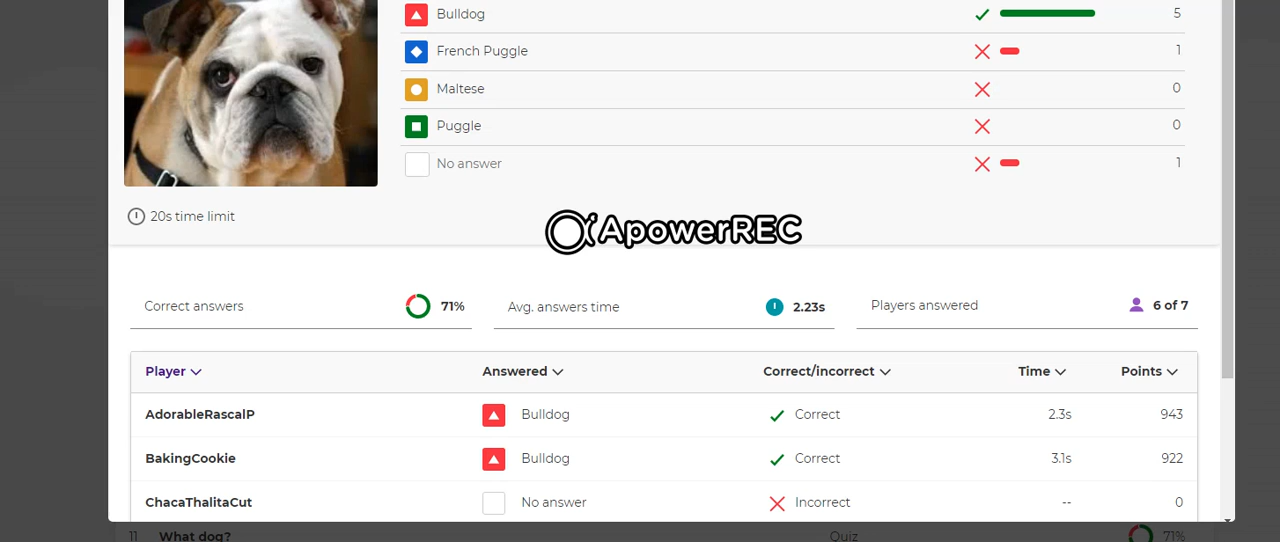 Bulldog 5
French Puggle 1
Maltese 0
Puggle 0
No answer 1
20s time limit
ApowerREC
Correct answers 71% Avg. answers time 2.23s Players answered 6 of 7
Player Answered Correct/incorrect Time Points
AdorableRascalP Bulldog Correct 2.3s 943
BakingCookie Bulldog Correct 3.1s 922
ChacaThalitaCut No answer Incorrect -- 0
11 What dog? Quiz 71%